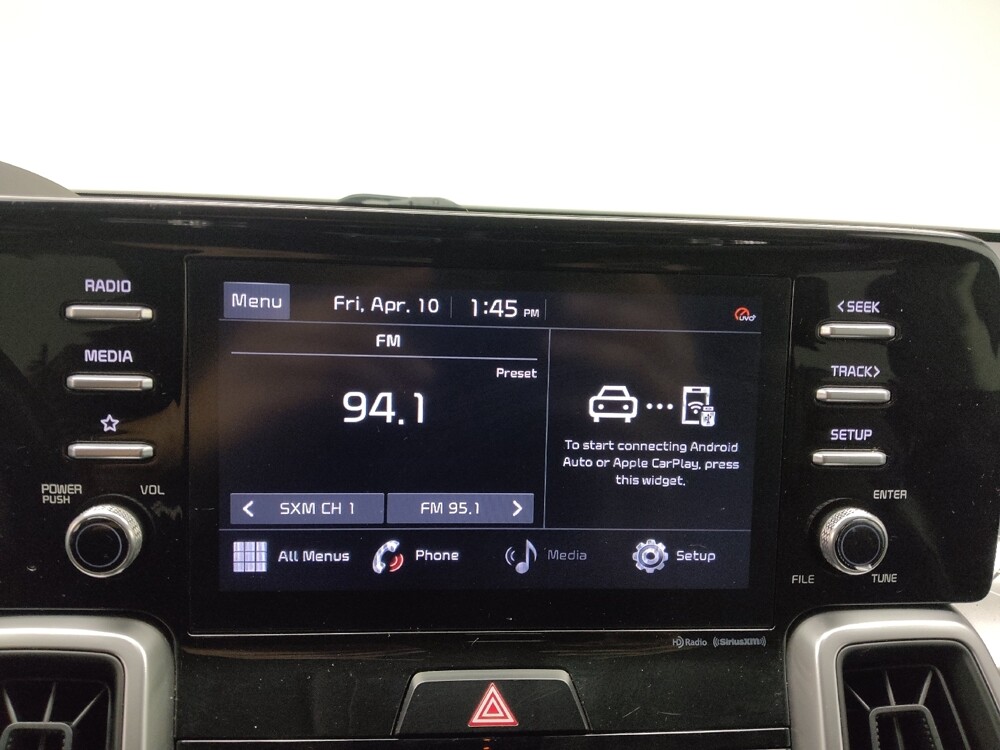 RADIO
MEDIA
POWER
PUSH
VOL
Menu
Fri, Apr. 10
1:45 PM
UVO
FM
Preset
94.1
SXM CH 1
FM 95.1
To start connecting Android
Auto or Apple CarPlay, press
this widget.
All Menus
Phone
Media
Setup
HD Radio
SiriusXM
< SEEK
TRACK >
SETUP
ENTER
FILE
TUNE